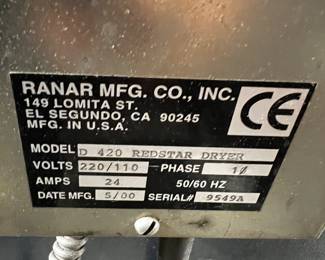 RANAR MFG. CO., INC.
149 LOMITA ST.
EL SEGUNDO, CA 90245
MFG. IN U.S.A.
CE
MODEL D 420 REDSTAR DRYER
VOLTS 220/110 PHASE 1Ø
AMPS 24 50/60 HZ
DATE MFG. 5/00 SERIAL# 9549A